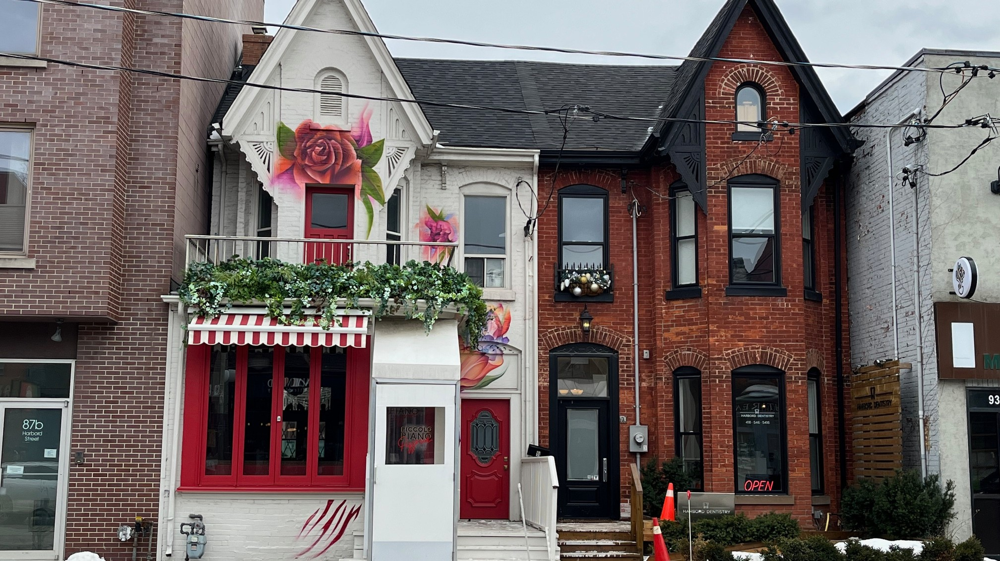 87b
Harbord
Street
PIANO
PICCOLO
PIANO
HARBORD DENTISTRY
416 · 546 · 5416
OPEN
HARBORD DENTISTRY
HARBORD DENTISTRY
93